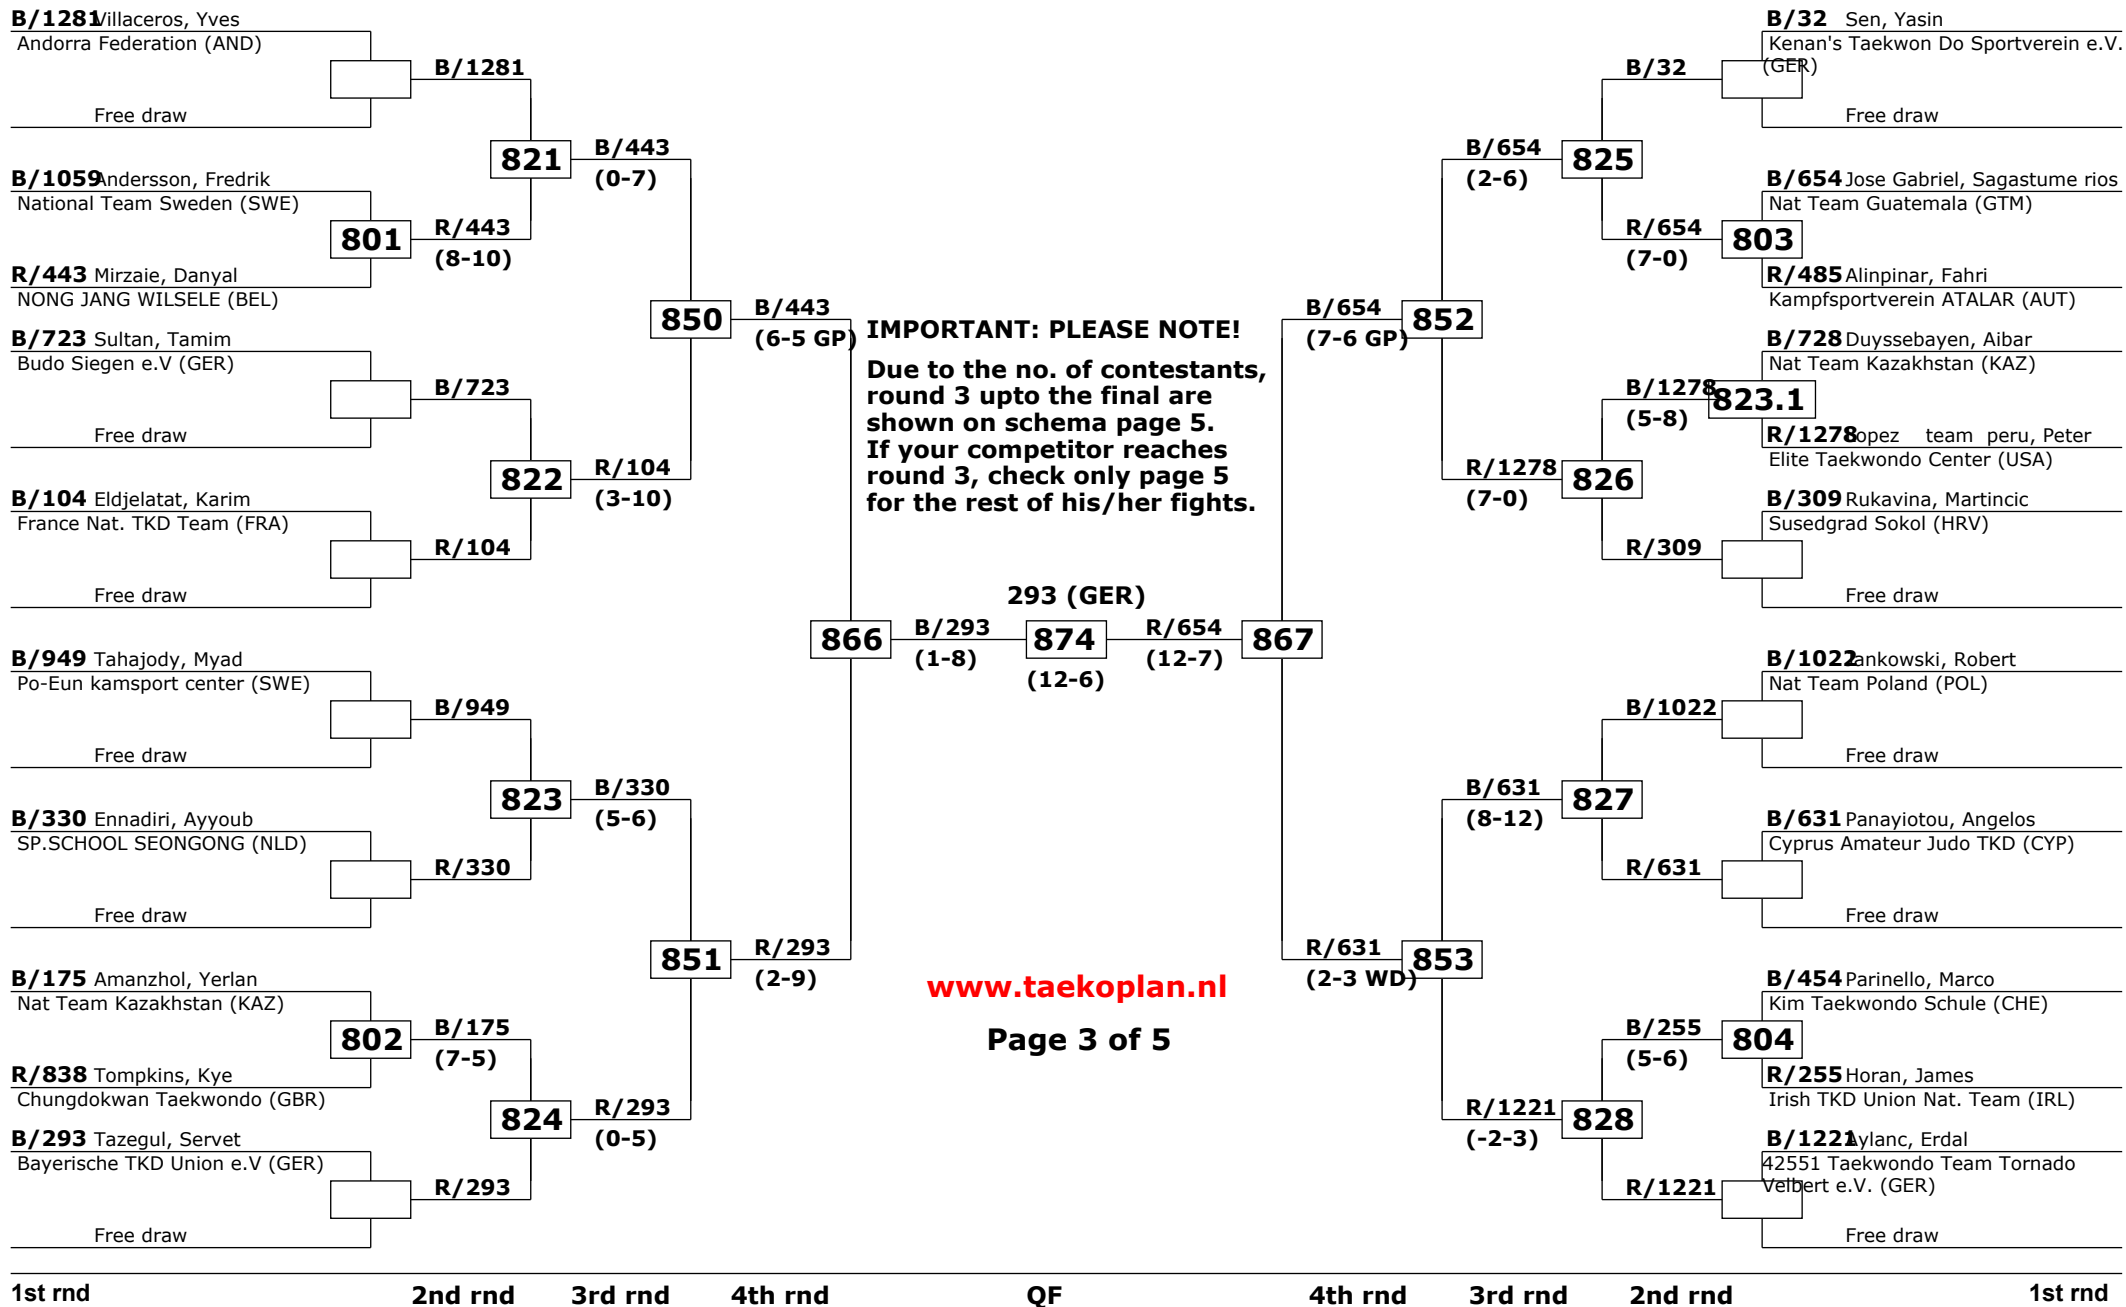 B/1281 Villaceros, Yves
Andorra Federation (AND)
B/1281
Free draw
821
B/443
(0-7)
B/1059 Andersson, Fredrik
National Team Sweden (SWE)
801
R/443
(8-10)
R/443 Mirzaie, Danyal
NONG JANG WILSELE (BEL)
850
B/443
(6-5 GP)
B/723 Sultan, Tamim
Budo Siegen e.V (GER)
B/723
Free draw
822
R/104
(3-10)
B/104 Eldjelatat, Karim
France Nat. TKD Team (FRA)
R/104
Free draw
866
B/293
(1-8)
B/949 Tahajody, Myad
Po-Eun kamsport center (SWE)
B/949
Free draw
823
B/330
(5-6)
B/330 Ennadiri, Ayyoub
SP.SCHOOL SEONGONG (NLD)
R/330
Free draw
851
R/293
(2-9)
B/175 Amanzhol, Yerlan
Nat Team Kazakhstan (KAZ)
802
B/175
(7-5)
R/838 Tompkins, Kye
Chungdokwan Taekwondo (GBR)
824
R/293
(0-5)
B/293 Tazegul, Servet
Bayerische TKD Union e.V (GER)
R/293
Free draw
IMPORTANT: PLEASE NOTE!
Due to the no. of contestants,
round 3 upto the final are
shown on schema page 5.
If your competitor reaches
round 3, check only page 5
for the rest of his/her fights.
293 (GER)
874
(12-6)
www.taekoplan.nl
Page 3 of 5
B/32 Sen, Yasin
Kenan's Taekwon Do Sportverein e.V.
(GER)
B/32
Free draw
B/654
(2-6)
825
B/654 Jose Gabriel, Sagastume rios
Nat Team Guatemala (GTM)
R/654
(7-0)
803
R/485 Alinpinar, Fahri
Kampfsportverein ATALAR (AUT)
B/654
(7-6 GP)
852
B/728 Duyssebayen, Aibar
Nat Team Kazakhstan (KAZ)
B/1278
(5-8)
823.1
R/1278 opez team peru, Peter
Elite Taekwondo Center (USA)
R/1278
(7-0)
826
B/309 Rukavina, Martincic
Susedgrad Sokol (HRV)
R/309
Free draw
R/654
(12-7)
867
B/1022 ankowski, Robert
Nat Team Poland (POL)
B/1022
Free draw
B/631
(8-12)
827
B/631 Panayiotou, Angelos
Cyprus Amateur Judo TKD (CYP)
R/631
Free draw
R/631
(2-3 WD)
853
B/454 Parinello, Marco
Kim Taekwondo Schule (CHE)
B/255
(5-6)
804
R/255 Horan, James
Irish TKD Union Nat. Team (IRL)
R/1221
(-2-3)
828
B/1221 Aylanc, Erdal
42551 Taekwondo Team Tornado
Velbert e.V. (GER)
R/1221
Free draw
1st rnd 2nd rnd 3rd rnd 4th rnd QF 4th rnd 3rd rnd 2nd rnd 1st rnd